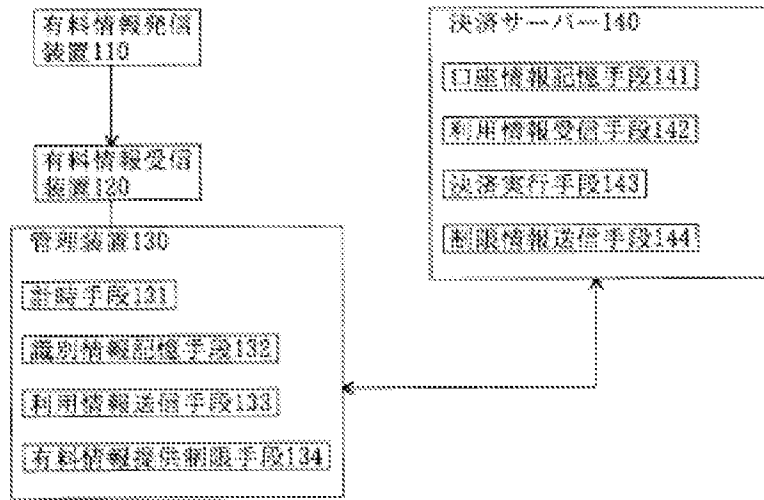 有料情報発信
装置110
有料情報受信
装置120
管理装置130
計時手段131
識別情報記憶手段132
利用情報送信手段133
有料情報提供制限手段134
決済サーバー140
口座情報記憶手段141
利用情報受信手段142
決済実行手段143
制限情報送信手段144